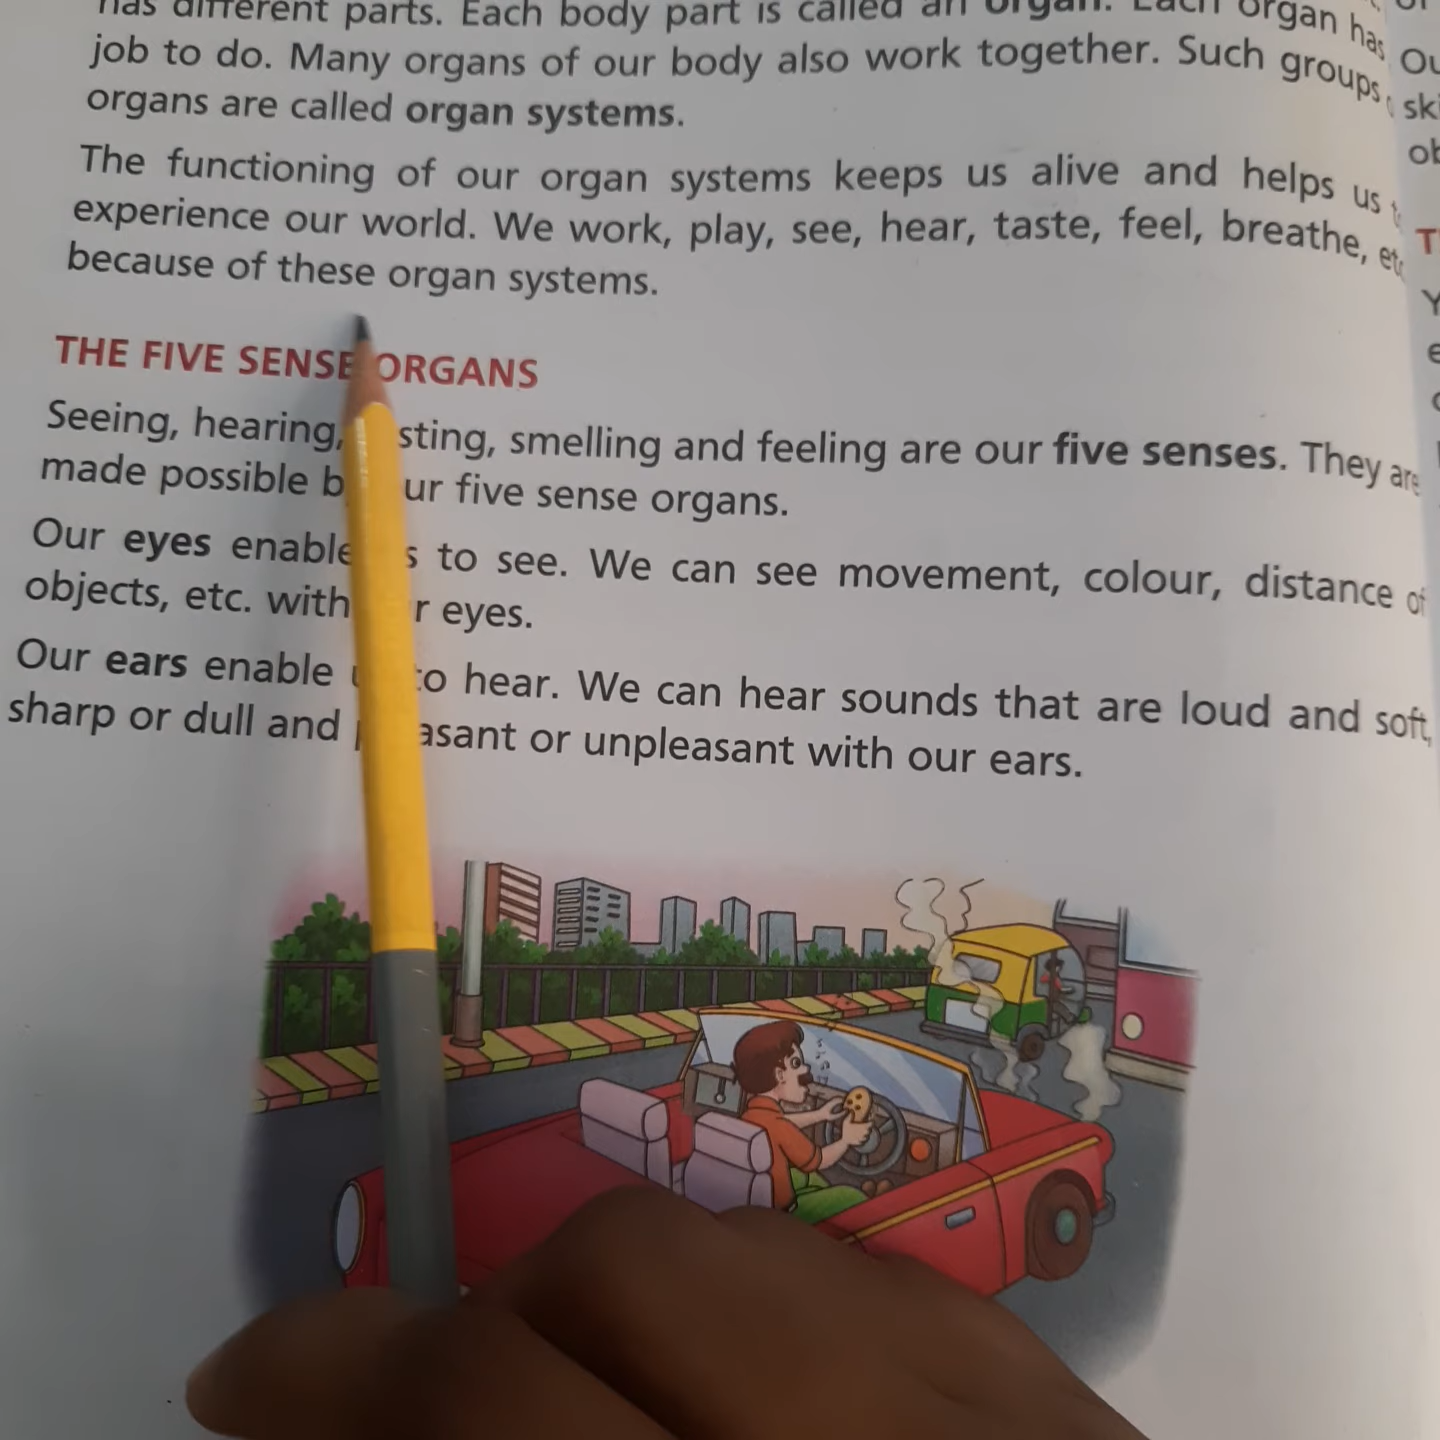 has different parts. Each body part is called an organ. Each organ has
job to do. Many organs of our body also work together. Such groups
organs are called organ systems.
The functioning of our organ systems keeps us alive and helps us
experience our world. We work, play, see, hear, taste, feel, breathe, etc
because of these organ systems.
THE FIVE SENSE ORGANS
Seeing, hearing, sting, smelling and feeling are our five senses. They are
made possible b ur five sense organs.
Our eyes enable s to see. We can see movement, colour, distance of
objects, etc. with r eyes.
Our ears enable to hear. We can hear sounds that are loud and soft,
sharp or dull and asant or unpleasant with our ears.